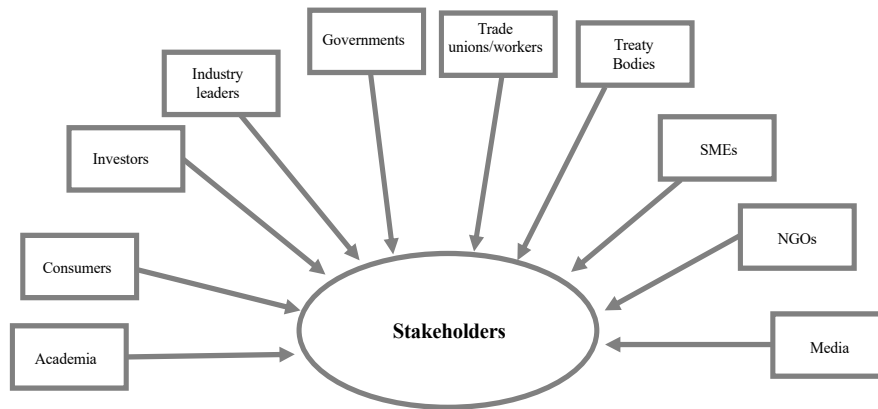 Governments
Trade
unions/workers
Treaty
Bodies
Industry
leaders
SMEs
Investors
NGOs
Consumers
Stakeholders
Academia
Media